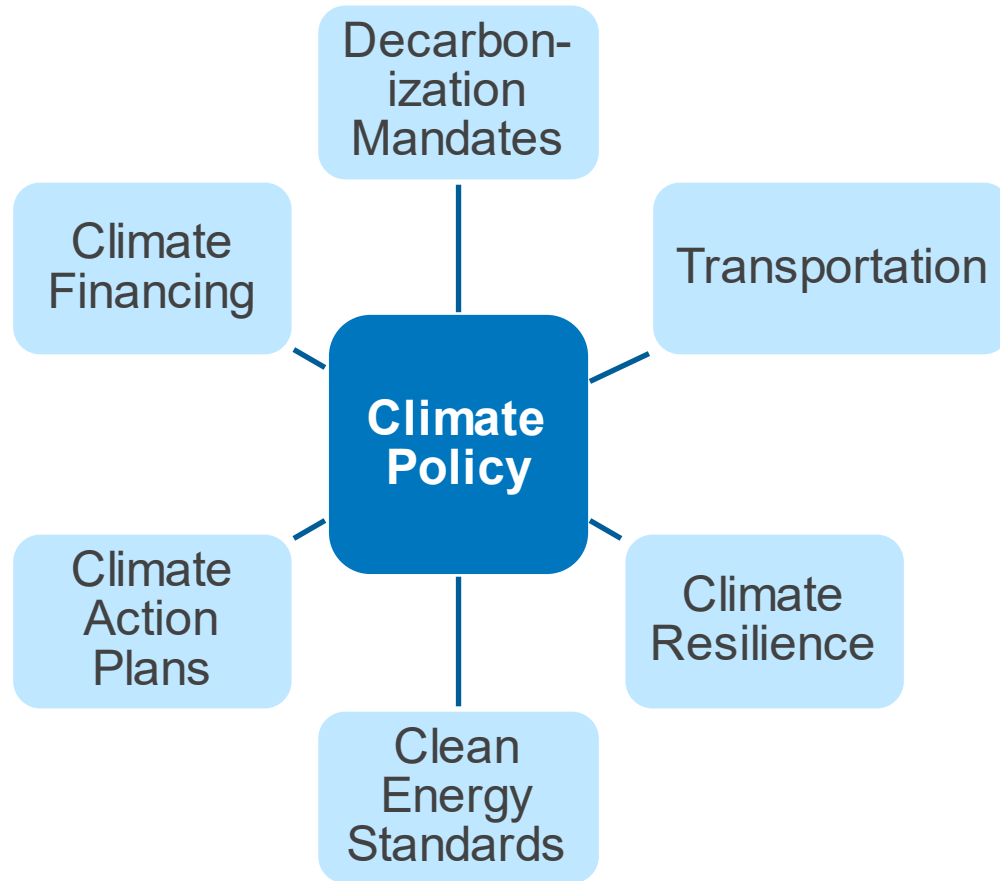 Decarbon-
ization
Mandates
Climate
Financing
Transportation
Climate
Policy
Climate
Action
Plans
Climate
Resilience
Clean
Energy
Standards